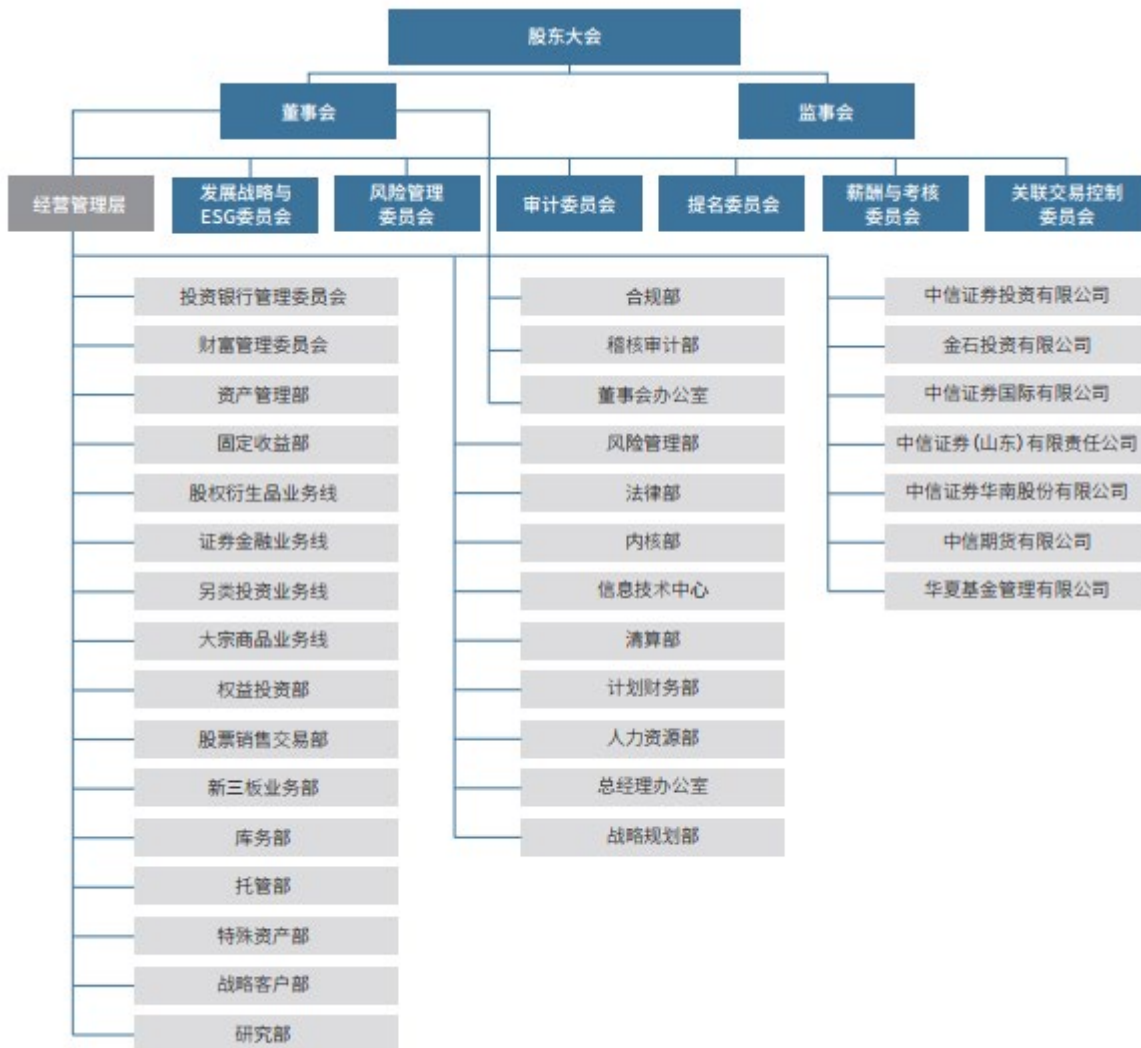 股东大会
董事会
监事会
经营管理层
发展战略与
ESG委员会
风险管理
委员会
审计委员会
提名委员会
薪酬与考核
委员会
关联交易控制
委员会
投资银行管理委员会
财富管理委员会
资产管理部
固定收益部
股权衍生品业务线
证券金融业务线
另类投资业务线
大宗商品业务线
权益投资部
股票销售交易部
新三板业务部
库务部
托管部
特殊资产部
战略客户部
研究部
合规部
稽核审计部
董事会办公室
风险管理部
法律部
内核部
信息技术中心
清算部
计划财务部
人力资源部
总经理办公室
战略规划部
中信证券投资有限公司
金石投资有限公司
中信证券国际有限公司
中信证券(山东)有限责任公司
中信证券华南股份有限公司
中信期货有限公司
华夏基金管理有限公司